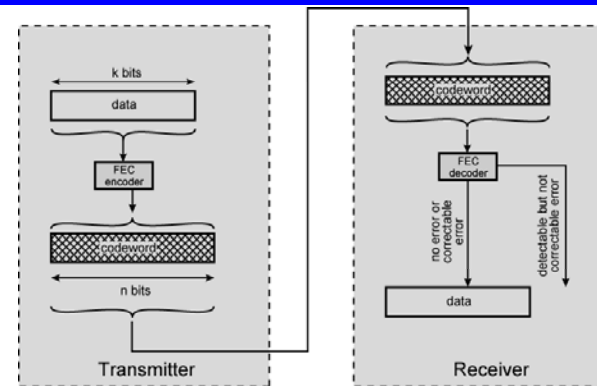 k bits
data
FEC
encoder
codeword
n bits
Transmitter
codeword
FEC
decoder
no error or
correctable
error
detectable but not
correctable error
data
Receiver